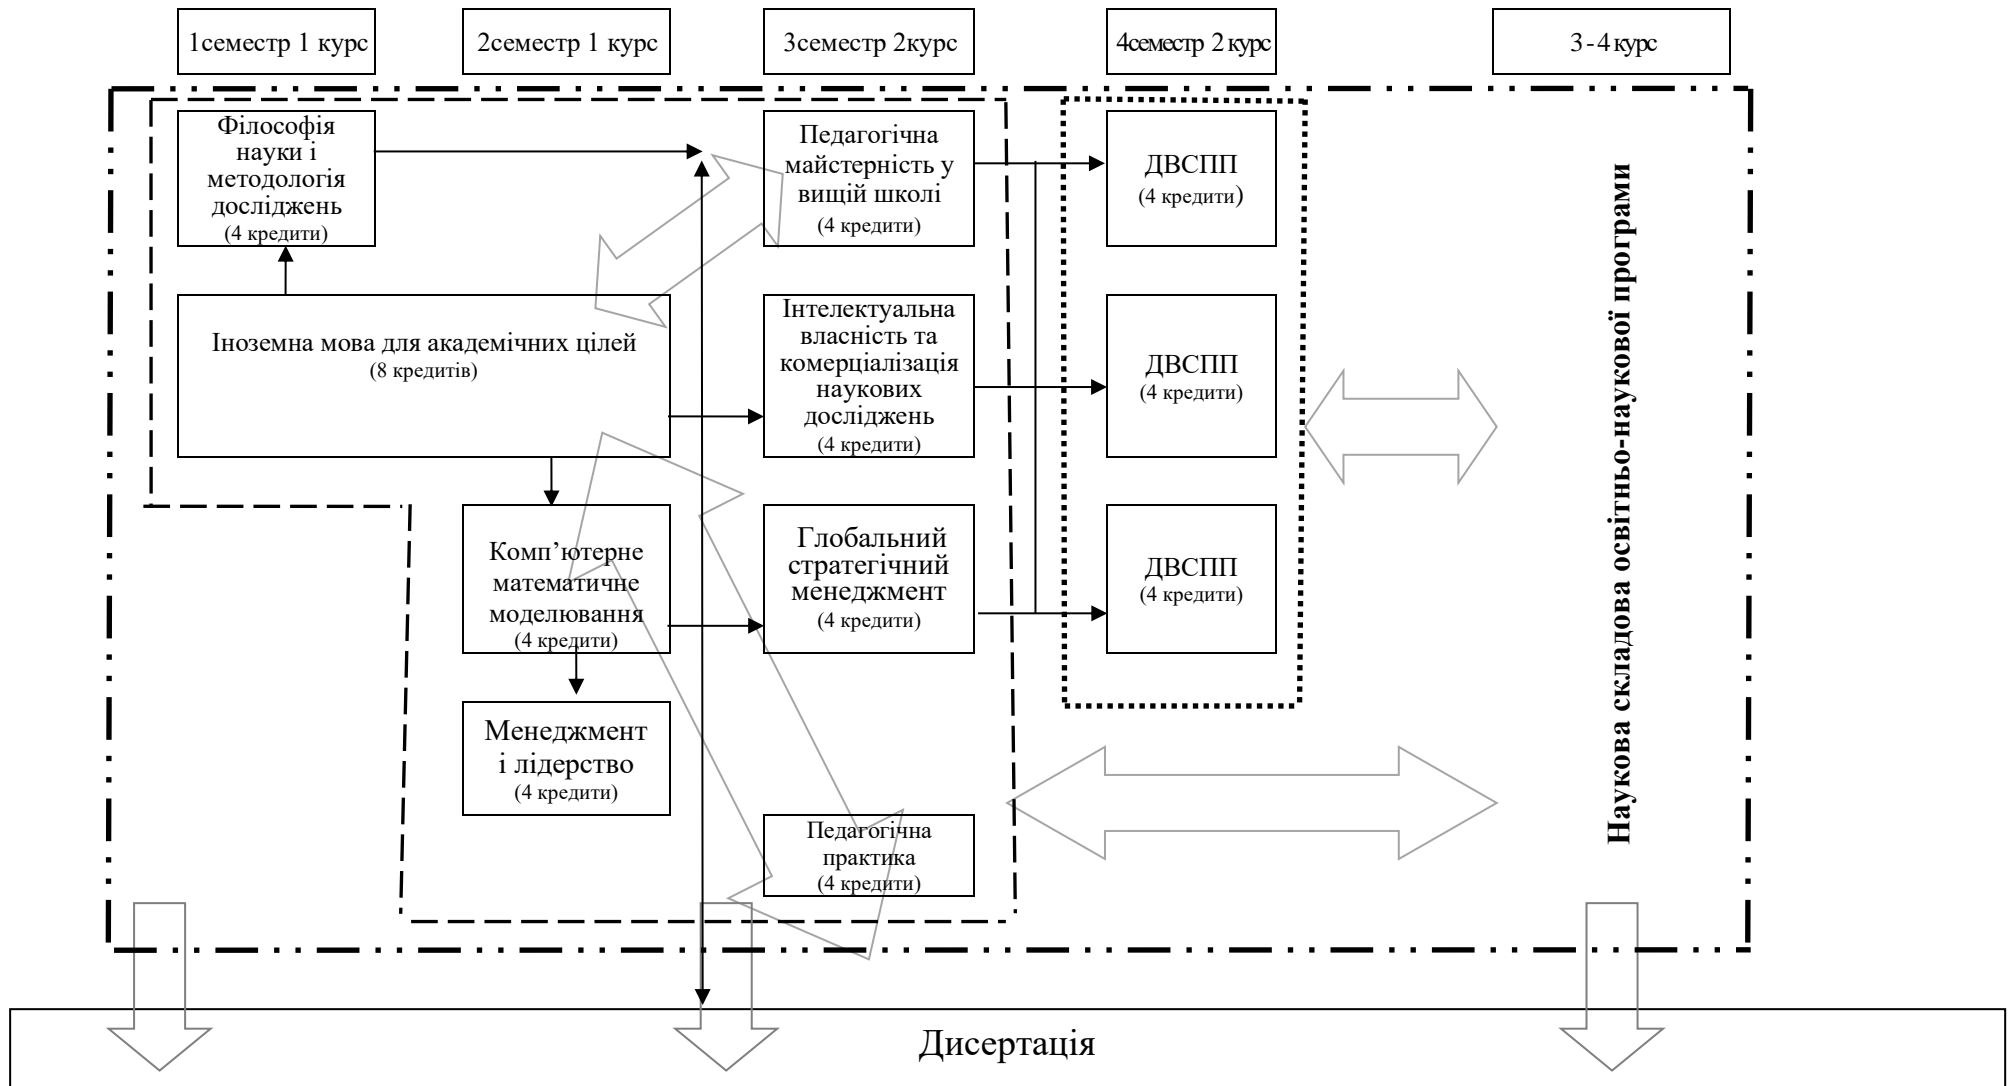 1семестр 1 курс
2семестр 1 курс
3семестр 2курс
4семестр 2 курс
3-4 курс
Філософія
науки і
методологія
досліджень
(4 кредити)
Педагогічна
майстерність у
вищій школі
(4 кредити)
ДВСПП
(4 кредити)
Іноземна мова для академічних цілей
(8 кредитів)
Інтелектуальна
власність та
комерціалізація
наукових
досліджень
(4 кредити)
ДВСПП
(4 кредити)
Комп’ютерне
математичне
моделювання
(4 кредити)
Глобальний
стратегічний
менеджмент
(4 кредити)
ДВСПП
(4 кредити)
Менеджмент
і лідерство
(4 кредити)
Педагогічна
практика
(4 кредити)
Наукова складова освітньо-наукової програми
Дисертація